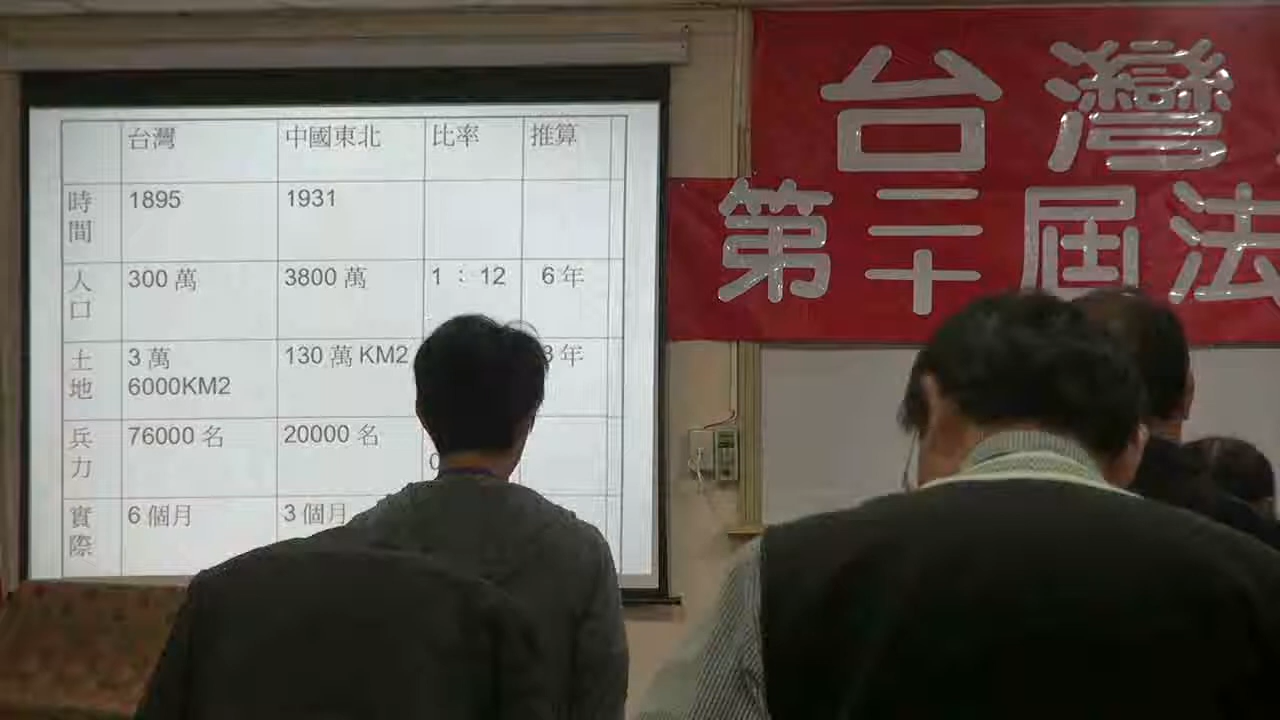 台灣 中國東北 比率 推算
時間 1895 1931
人口 300 萬 3800 萬 1 : 12 6 年
土地 3 萬 6000KM2 130 萬 KM2 年
兵力 76000 名 20000 名
實際 6 個月 3 個月
台灣
第二十屆法